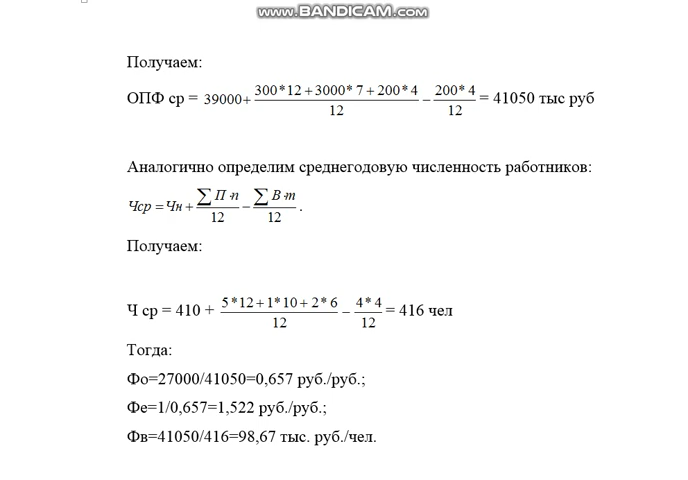 www.BANDICAM.com
Получаем:
ОПФ ср = 39000+ 300*12+3000*7+200*4 / 12 − 200*4 / 12 = 41050 тыс руб
Аналогично определим среднегодовую численность работников:
Чср = Чн + ∑П·n / 12 − ∑В·m / 12 .
Получаем:
Ч ср = 410 + 5*12+1*10+2*6 / 12 − 4*4 / 12 = 416 чел
Тогда:
Фо=27000/41050=0,657 руб./руб.;
Фе=1/0,657=1,522 руб./руб.;
Фв=41050/416=98,67 тыс. руб./чел.